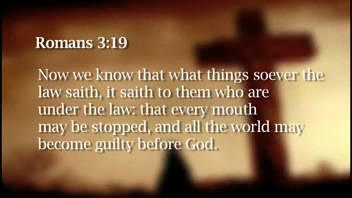 Romans 3:19
Now we know that what things soever the
law saith, it saith to them who are
under the law: that every mouth
may be stopped, and all the world may
become guilty before God.